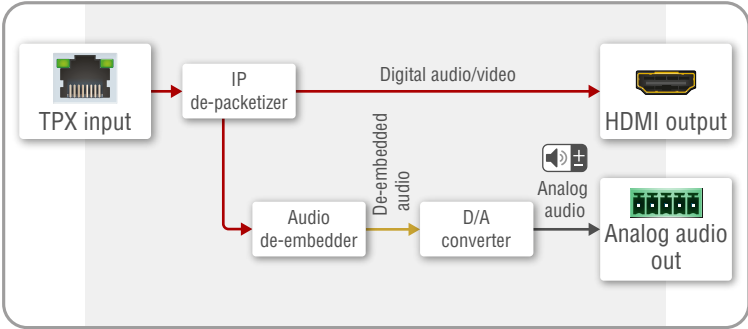 TPX input
IP
de-packetizer
Digital audio/video
HDMI output
De-embedded
audio
Audio
de-embedder
D/A
converter
Analog
audio
Analog audio
out